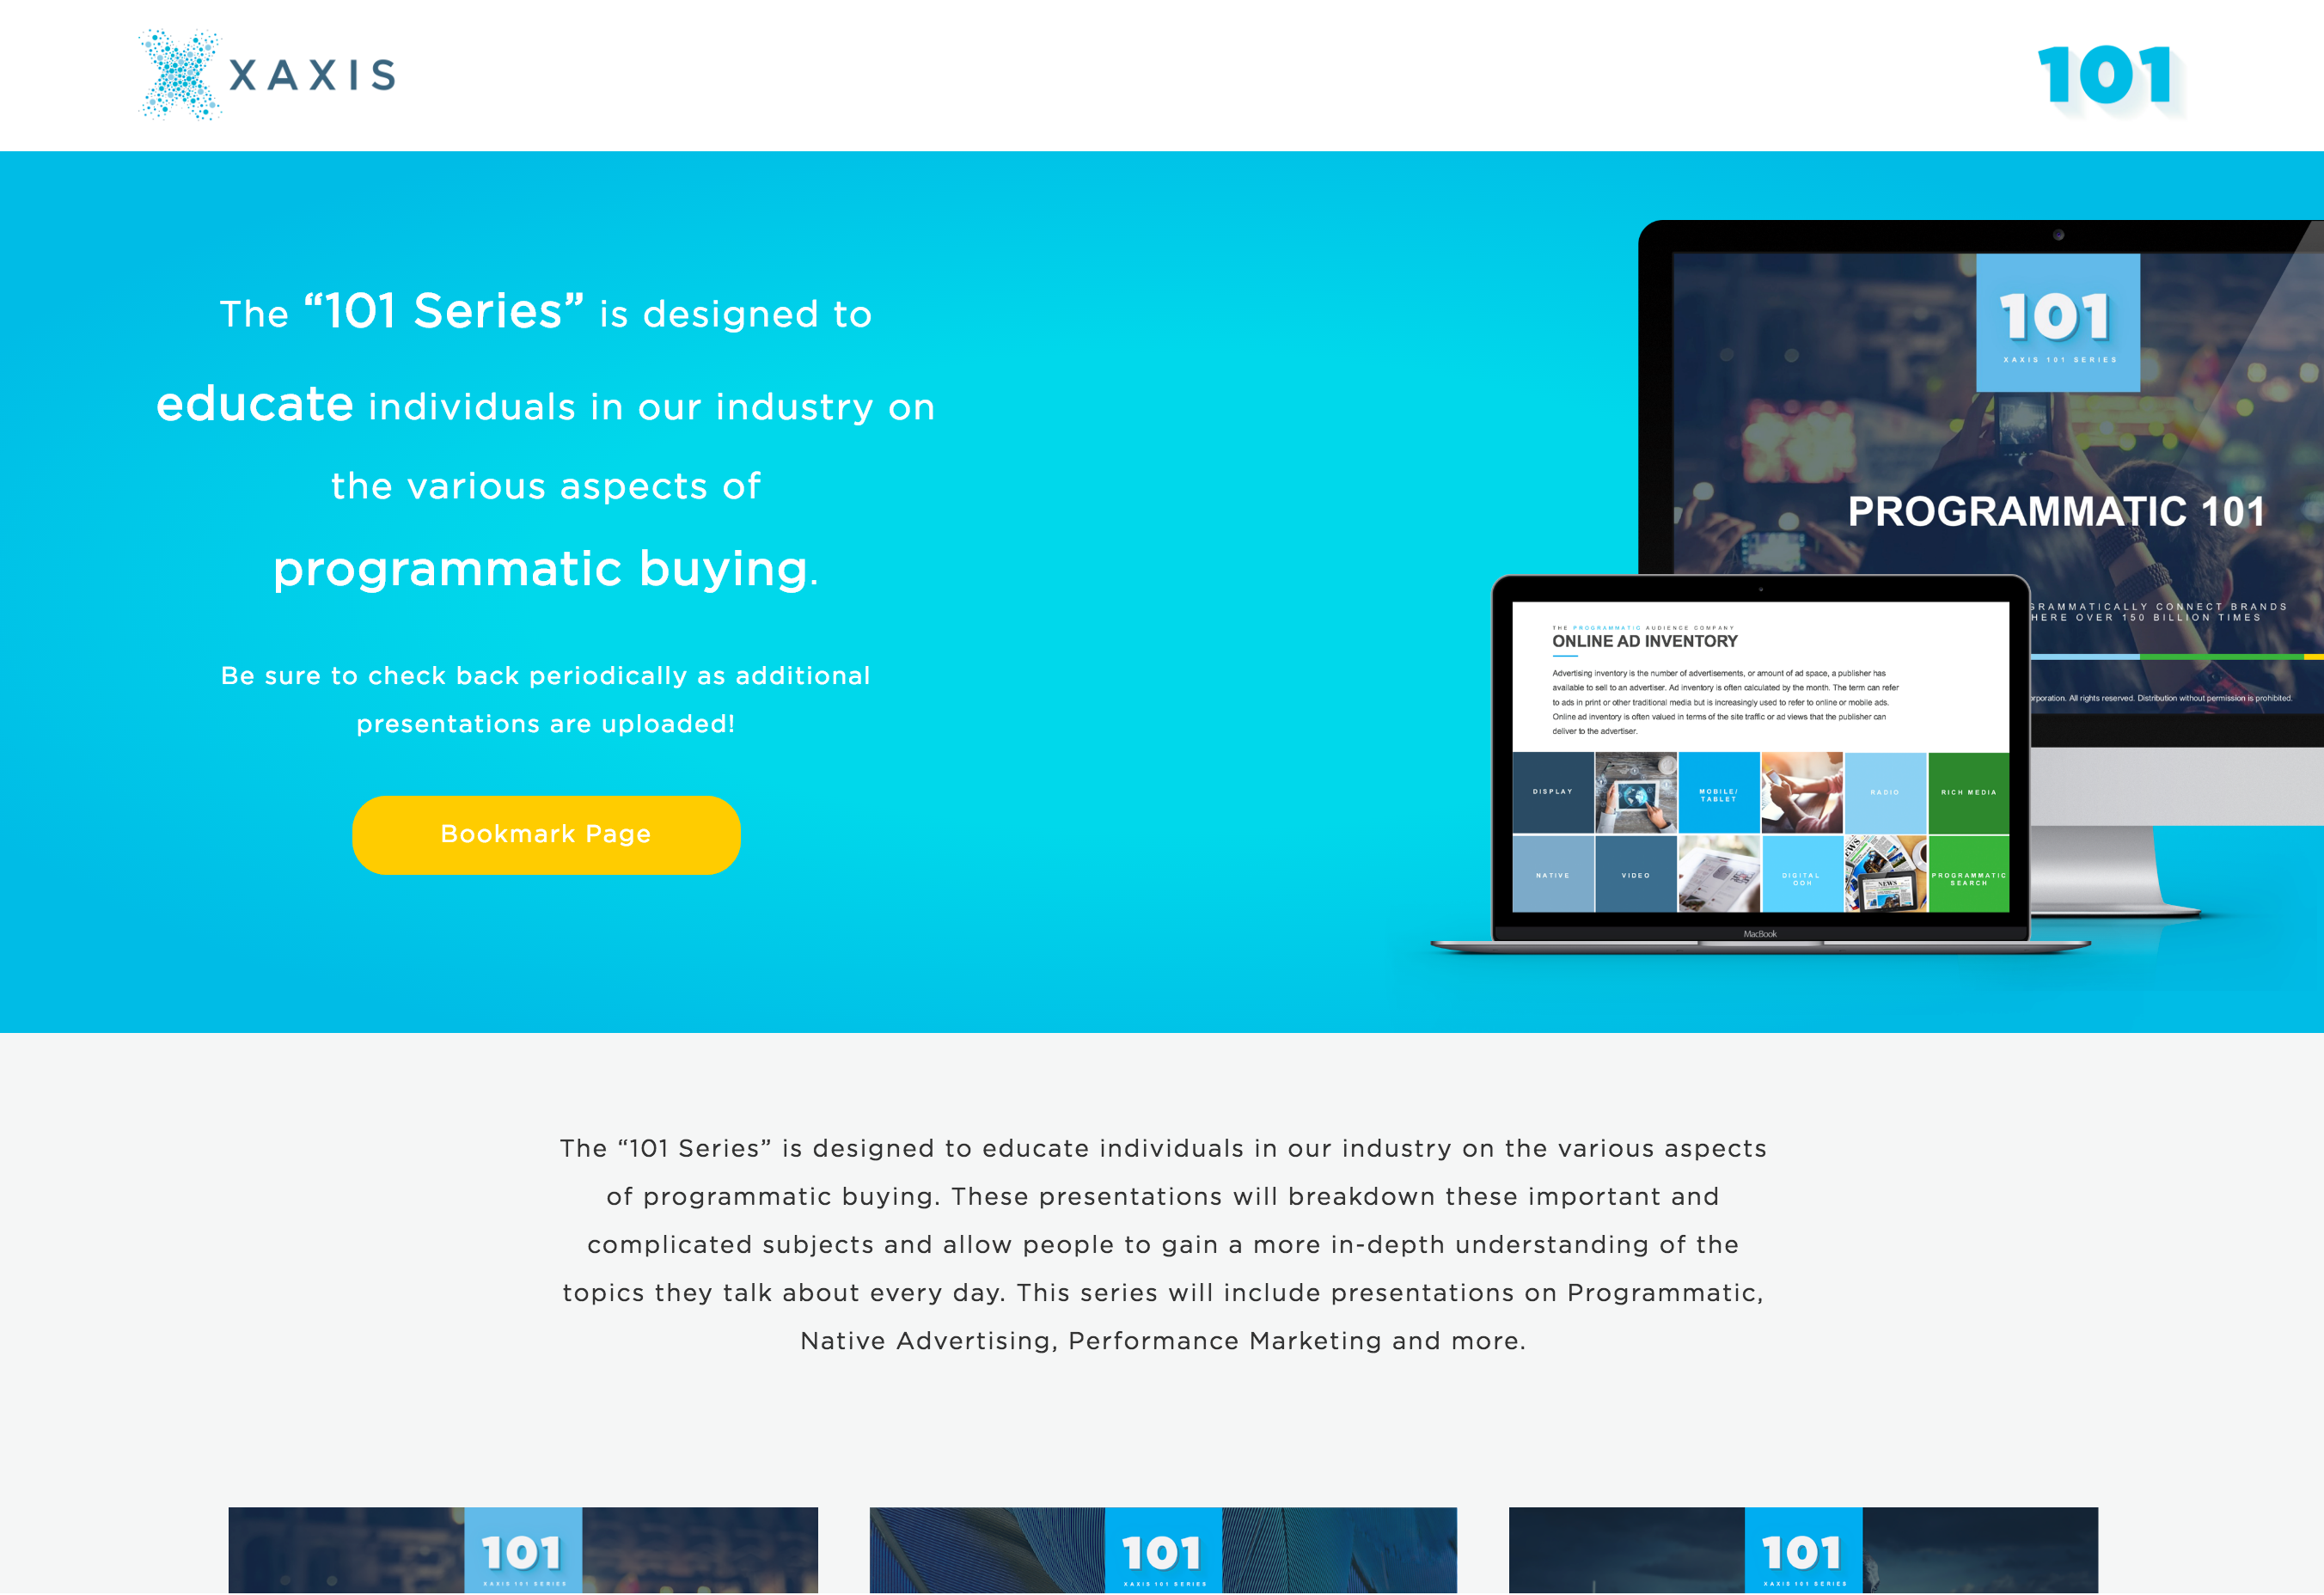 XAXIS
101
The “101 Series” is designed to
educate individuals in our industry on
the various aspects of
programmatic buying.
Be sure to check back periodically as additional
presentations are uploaded!
Bookmark Page
101
XAXIS 101 SERIES
PROGRAMMATIC 101
CONNECT BRANDS
OVER 150 BILLION TIMES
All rights reserved. Distribution without permission is prohibited.
THE PROGRAMMATIC AUDIENCE COMPANY
ONLINE AD INVENTORY
Advertising inventory is the number of advertisements, or amount of ad space, a publisher has
available to sell to an advertiser. Ad inventory is often calculated by the month. The term can refer
to ads in print or other traditional media but is increasingly used to refer to online or mobile ads.
Online ad inventory is often valued in terms of the site traffic or ad views that the publisher can
deliver to the advertiser.
DISPLAY
MOBILE/
TABLET
RADIO
RICH MEDIA
NATIVE
VIDEO
DIGITAL
OOH
NEWS
PROGRAMMATIC
SEARCH
MacBook
The “101 Series” is designed to educate individuals in our industry on the various aspects
of programmatic buying. These presentations will breakdown these important and
complicated subjects and allow people to gain a more in-depth understanding of the
topics they talk about every day. This series will include presentations on Programmatic,
Native Advertising, Performance Marketing and more.
101
XAXIS 101 SERIES
101
XAXIS 101 SERIES
101
XAXIS 101 SERIES